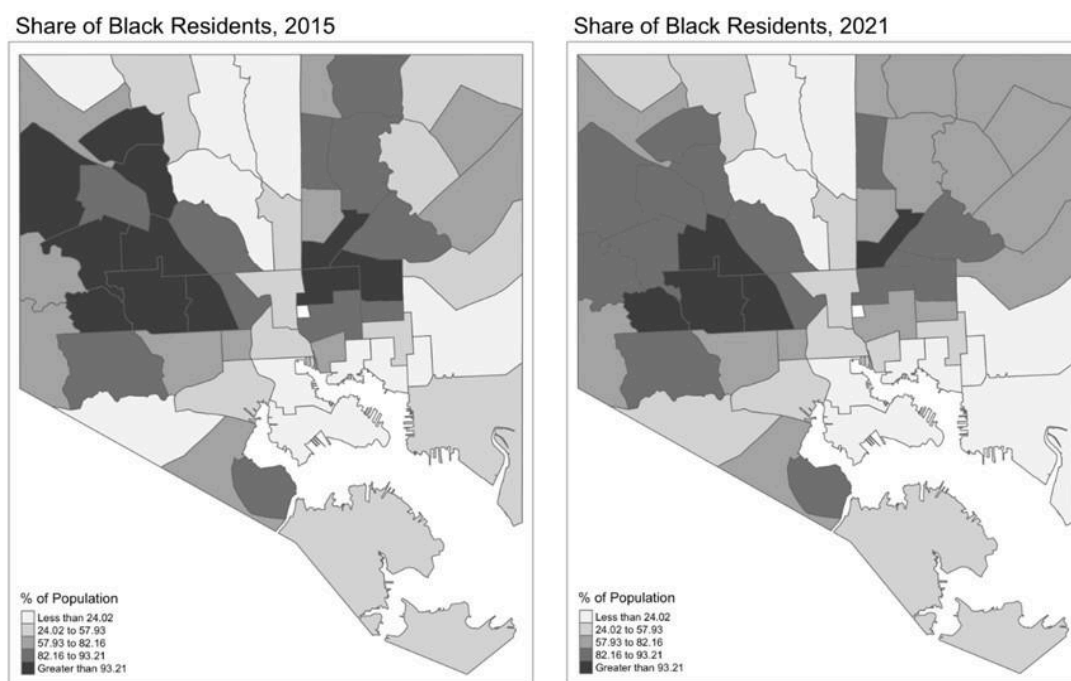 Share of Black Residents, 2015
Share of Black Residents, 2021
% of Population
Less than 24.02
24.02 to 57.93
57.93 to 82.16
82.16 to 93.21
Greater than 93.21
% of Population
Less than 24.02
24.02 to 57.93
57.93 to 82.16
82.16 to 93.21
Greater than 93.21